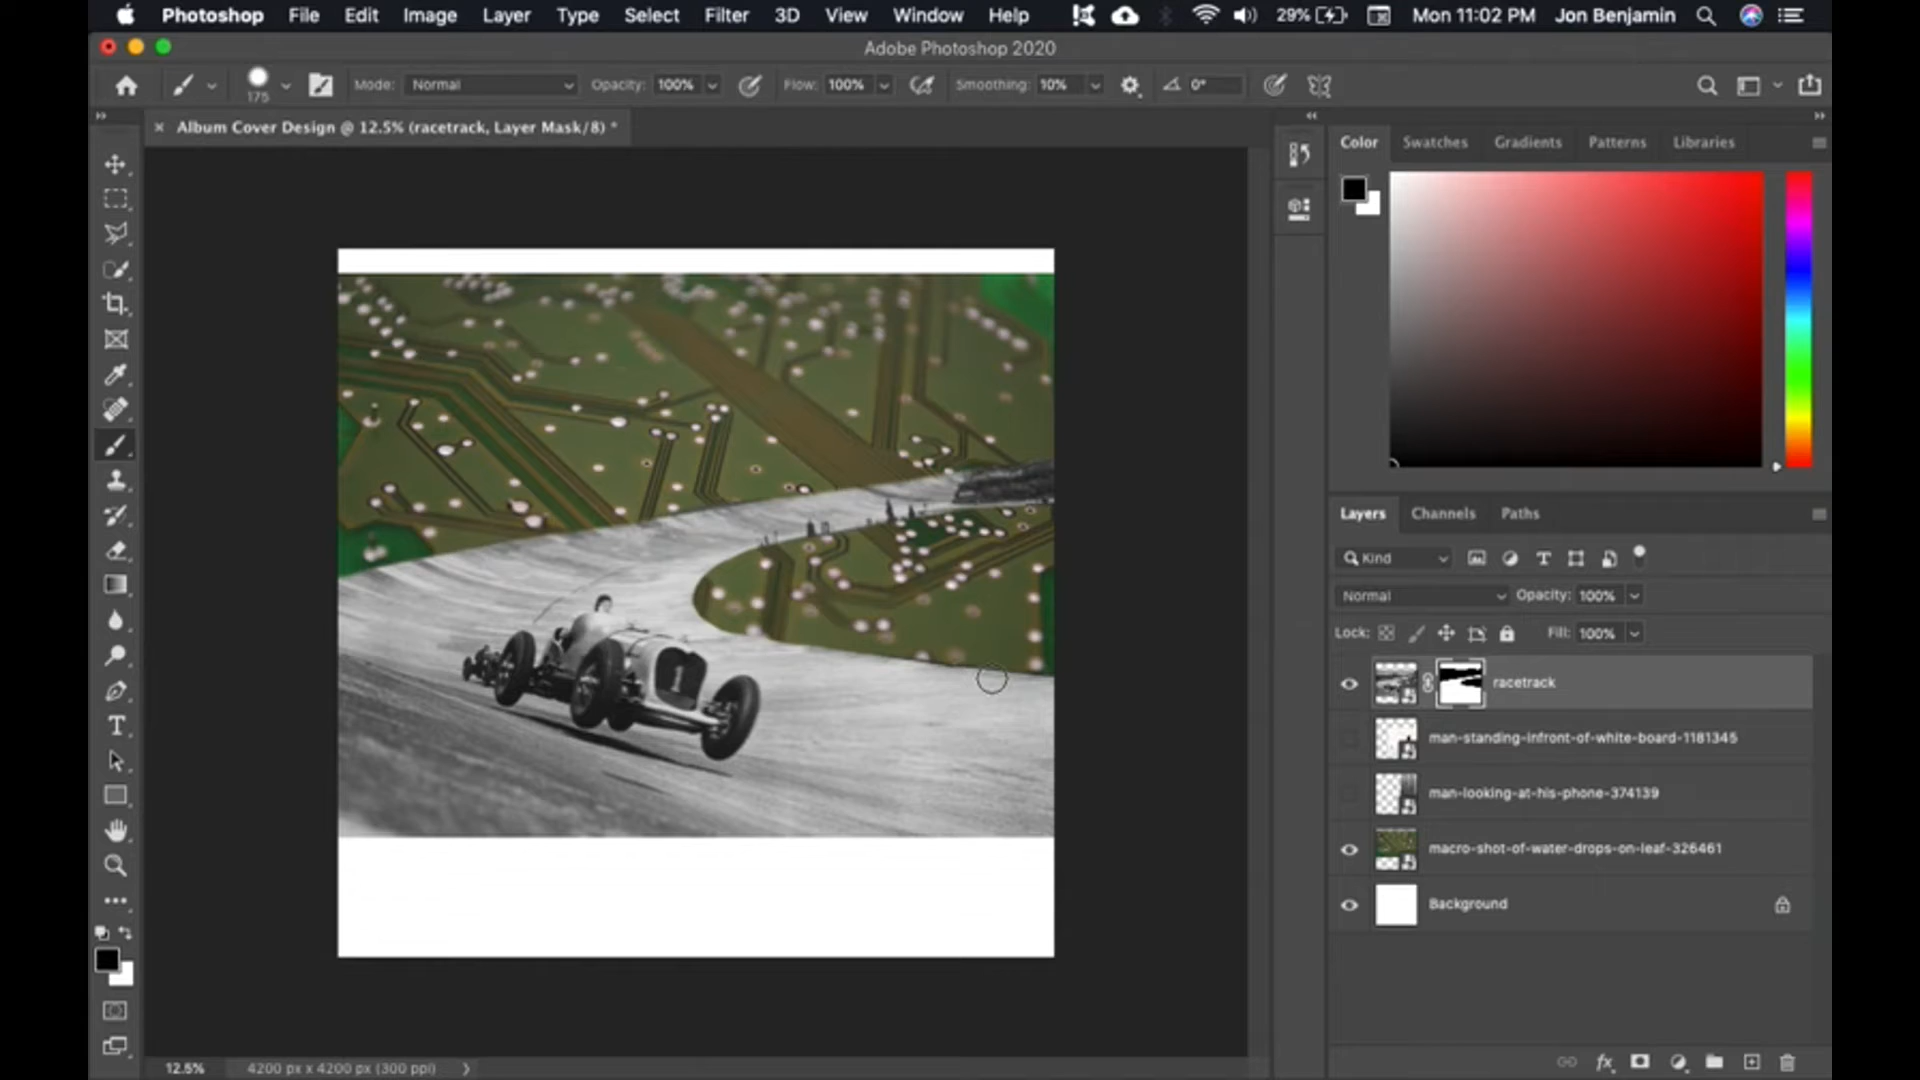 Photoshop File Edit Image Layer Type Select Filter 3D View Window Help 29% Mon 11:02 PM Jon Benjamin
Adobe Photoshop 2020
175 Mode: Normal Opacity: 100% Flow: 100% Smoothing: 10% 0°
Album Cover Design @ 12.5% (racetrack, Layer Mask/8) *
Color Swatches Gradients Patterns Libraries
1
Layers Channels Paths
Kind
Normal Opacity: 100%
Lock: Fill: 100%
racetrack
man-standing-infront-of-white-board-1181345
man-looking-at-his-phone-374139
macro-shot-of-water-drops-on-leaf-326461
Background
12.5% 4200 px x 4200 px (300 ppi)